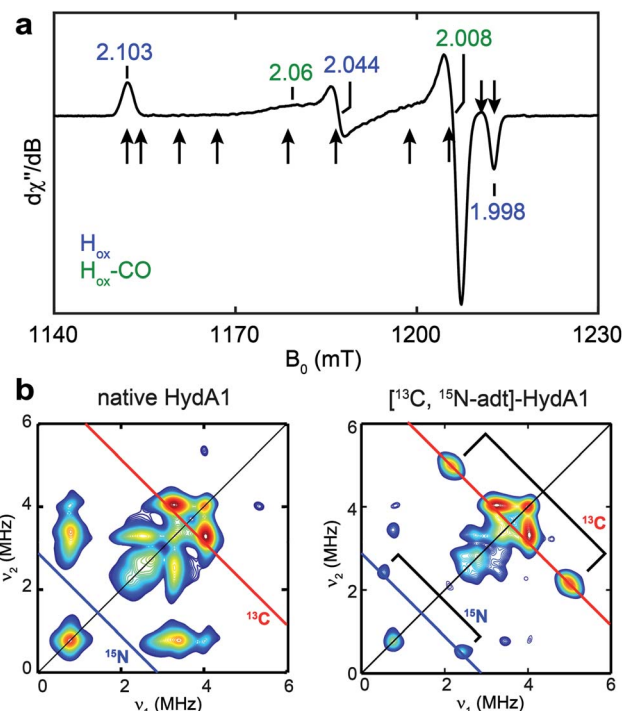 a
2.103
2.06
2.044
2.008
1.998
dχ"/dB
Hox
Hox-CO
1140
1170
1200
1230
B0 (mT)
b
native HydA1
[13C, 15N-adt]-HydA1
6
4
2
0
ν2 (MHz)
13C
15N
0
2
4
6
ν1 (MHz)
6
4
2
0
ν2 (MHz)
13C
13C
15N
0
2
4
6
ν1 (MHz)